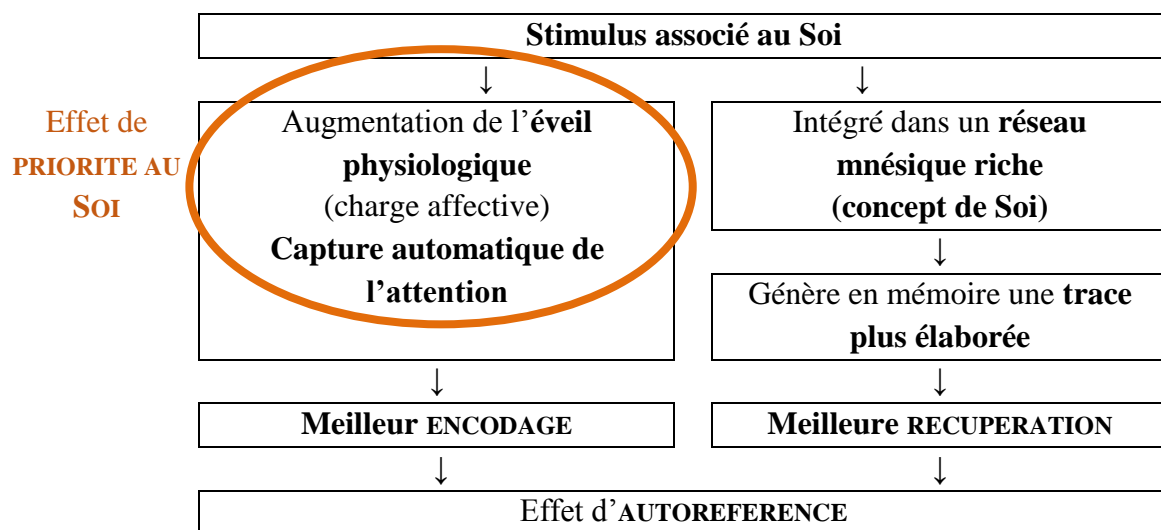 Stimulus associé au Soi
↓
↓
Effet de
PRIORITE AU
SOI
Augmentation de l’éveil
physiologique
(charge affective)
Capture automatique de
l’attention
Intégré dans un réseau
mnésique riche
(concept de Soi)
↓
Génère en mémoire une trace
plus élaborée
↓
↓
Meilleur ENCODAGE
Meilleure RECUPERATION
↓
↓
Effet d’AUTOREFERENCE